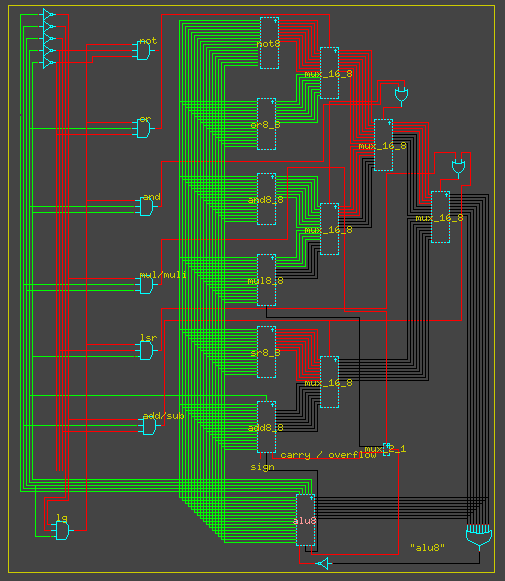 not
not8
mux_16_8
or
or8_8
mux_16_8
and
and8_8
mux_16_8
mux_16_8
mul/muli
mul8_8
lsr
sr8_8
mux_16_8
add/sub
add8_8
carry / overflow
mux_2_1
sign
lg
alu8
"alu8"